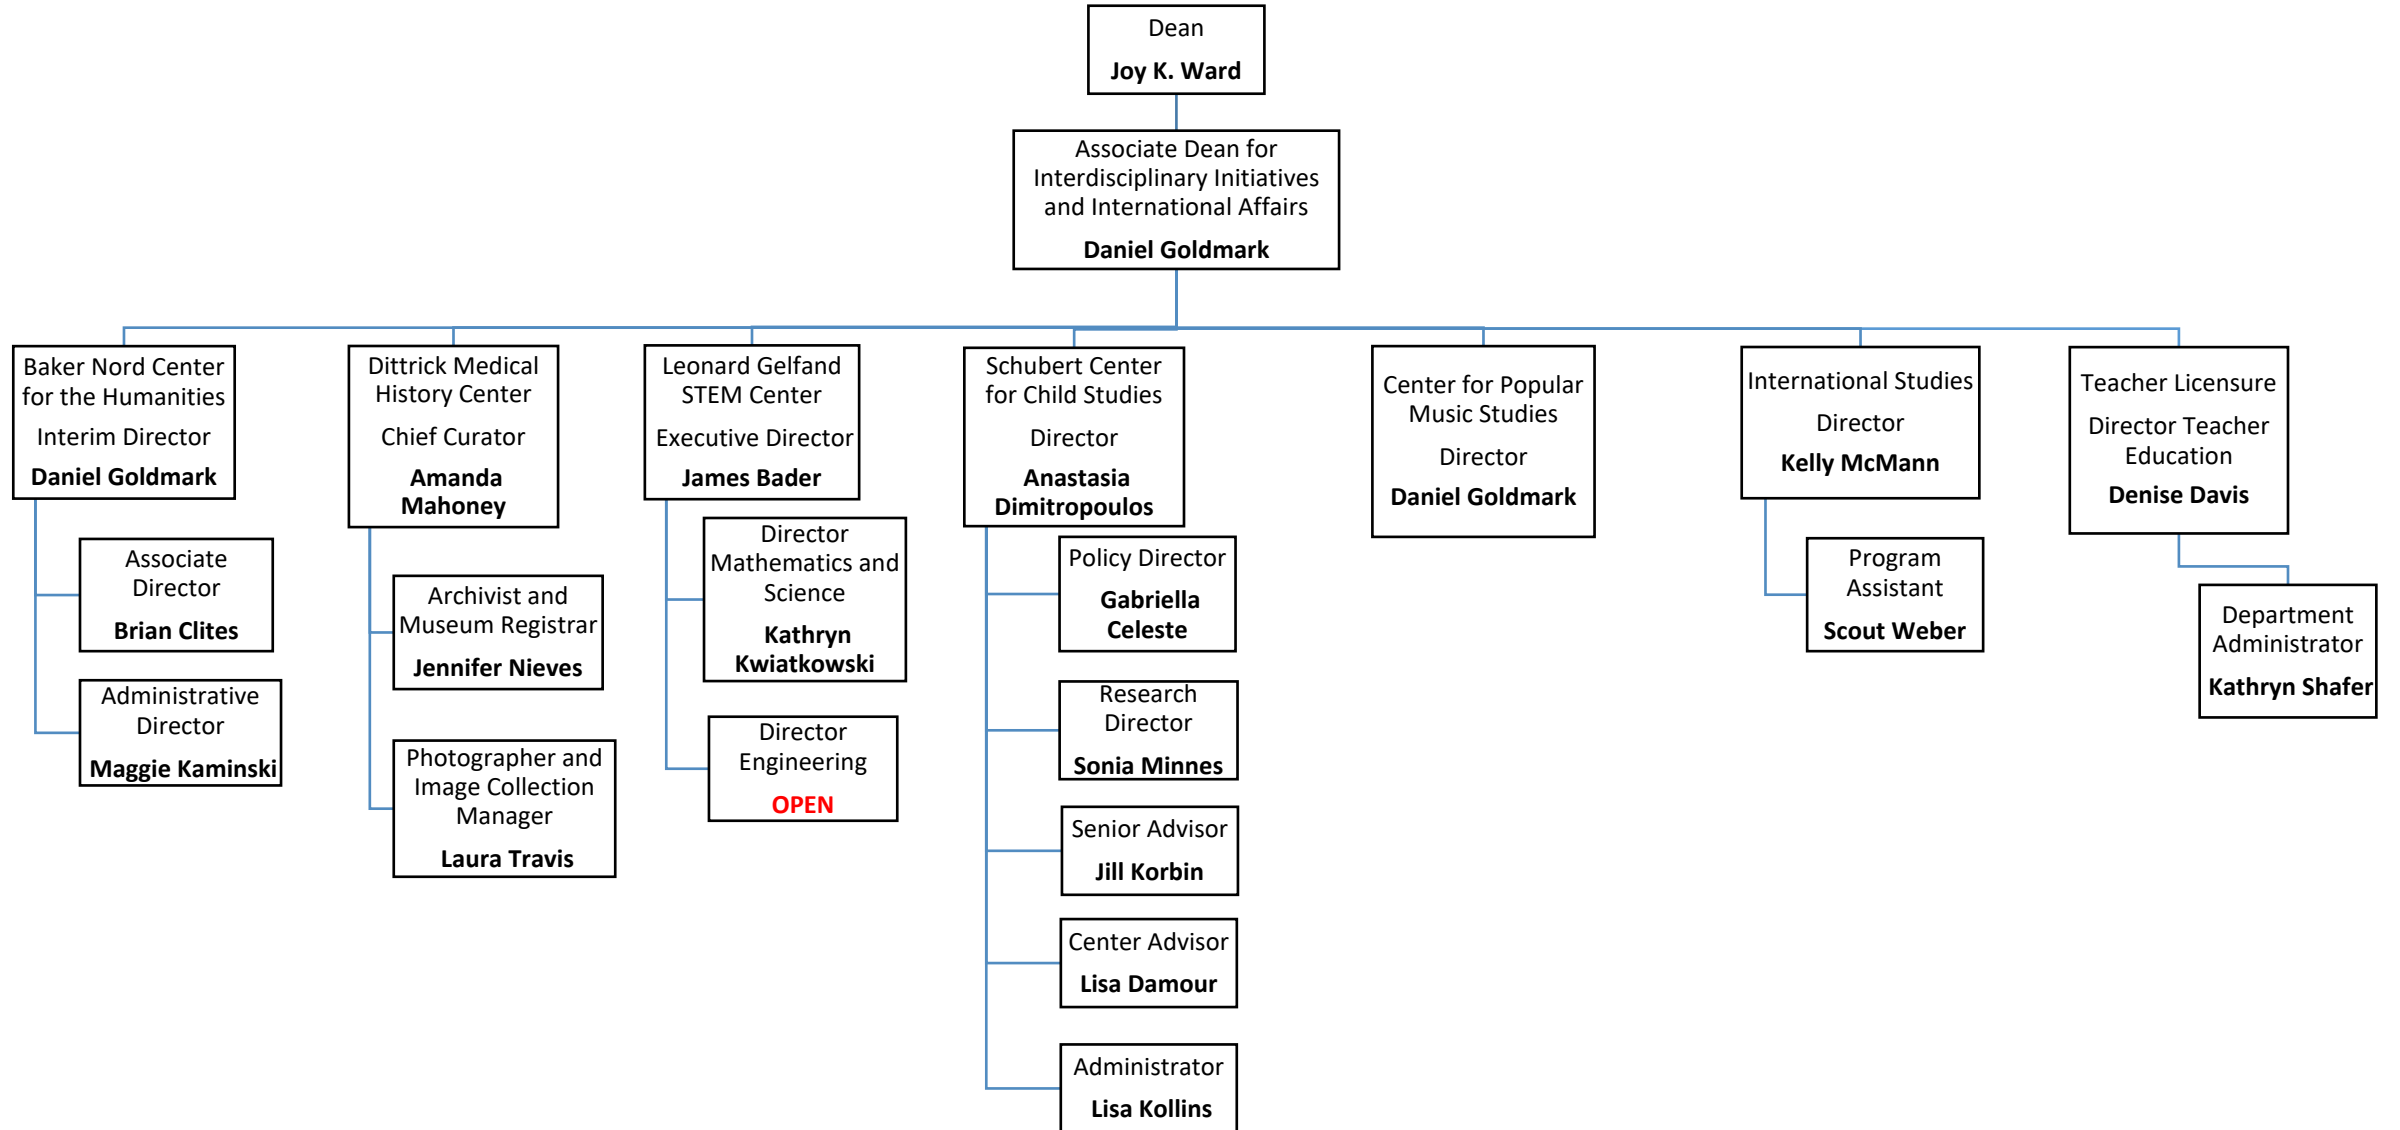 Dean
Joy K. Ward
Associate Dean for
Interdisciplinary Initiatives
and International Affairs
Daniel Goldmark
Baker Nord Center
for the Humanities
Interim Director
Daniel Goldmark
Associate
Director
Brian Clites
Administrative
Director
Maggie Kaminski
Dittrick Medical
History Center
Chief Curator
Amanda
Mahoney
Archivist and
Museum Registrar
Jennifer Nieves
Photographer and
Image Collection
Manager
Laura Travis
Leonard Gelfand
STEM Center
Executive Director
James Bader
Director
Mathematics and
Science
Kathryn
Kwiatkowski
Director
Engineering
OPEN
Schubert Center
for Child Studies
Director
Anastasia
Dimitropoulos
Policy Director
Gabriella
Celeste
Research
Director
Sonia Minnes
Senior Advisor
Jill Korbin
Center Advisor
Lisa Damour
Administrator
Lisa Kollins
Center for Popular
Music Studies
Director
Daniel Goldmark
International Studies
Director
Kelly McMann
Program
Assistant
Scout Weber
Teacher Licensure
Director Teacher
Education
Denise Davis
Department
Administrator
Kathryn Shafer